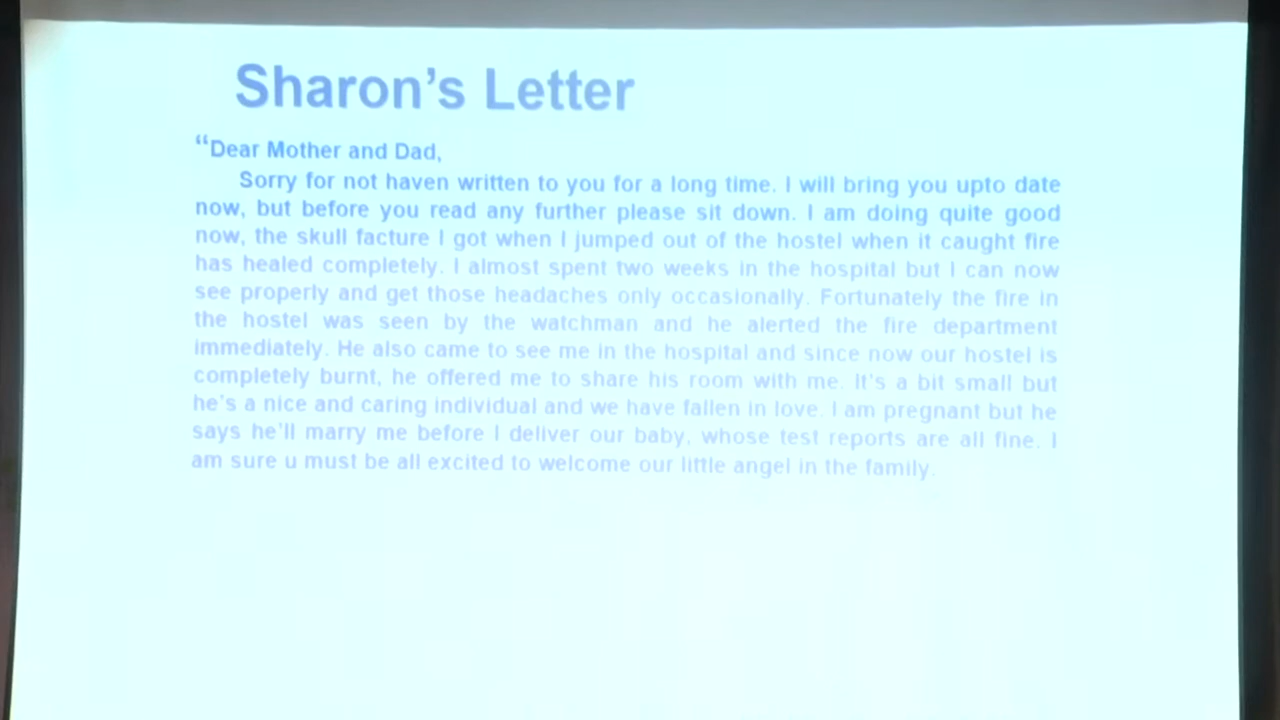 Sharon's Letter
“Dear Mother and Dad,
Sorry for not haven written to you for a long time. I will bring you upto date
now, but before you read any further please sit down. I am doing quite good
now, the skull facture I got when I jumped out of the hostel when it caught fire
has healed completely. I almost spent two weeks in the hospital but I can now
see properly and get those headaches only occasionally. Fortunately the fire in
the hostel was seen by the watchman and he alerted the fire department
immediately. He also came to see me in the hospital and since now our hostel is
completely burnt, he offered me to share his room with me. It's a bit small but
he's a nice and caring individual and we have fallen in love. I am pregnant but he
says he'll marry me before I deliver our baby, whose test reports are all fine. I
am sure u must be all excited to welcome our little angel in the family.